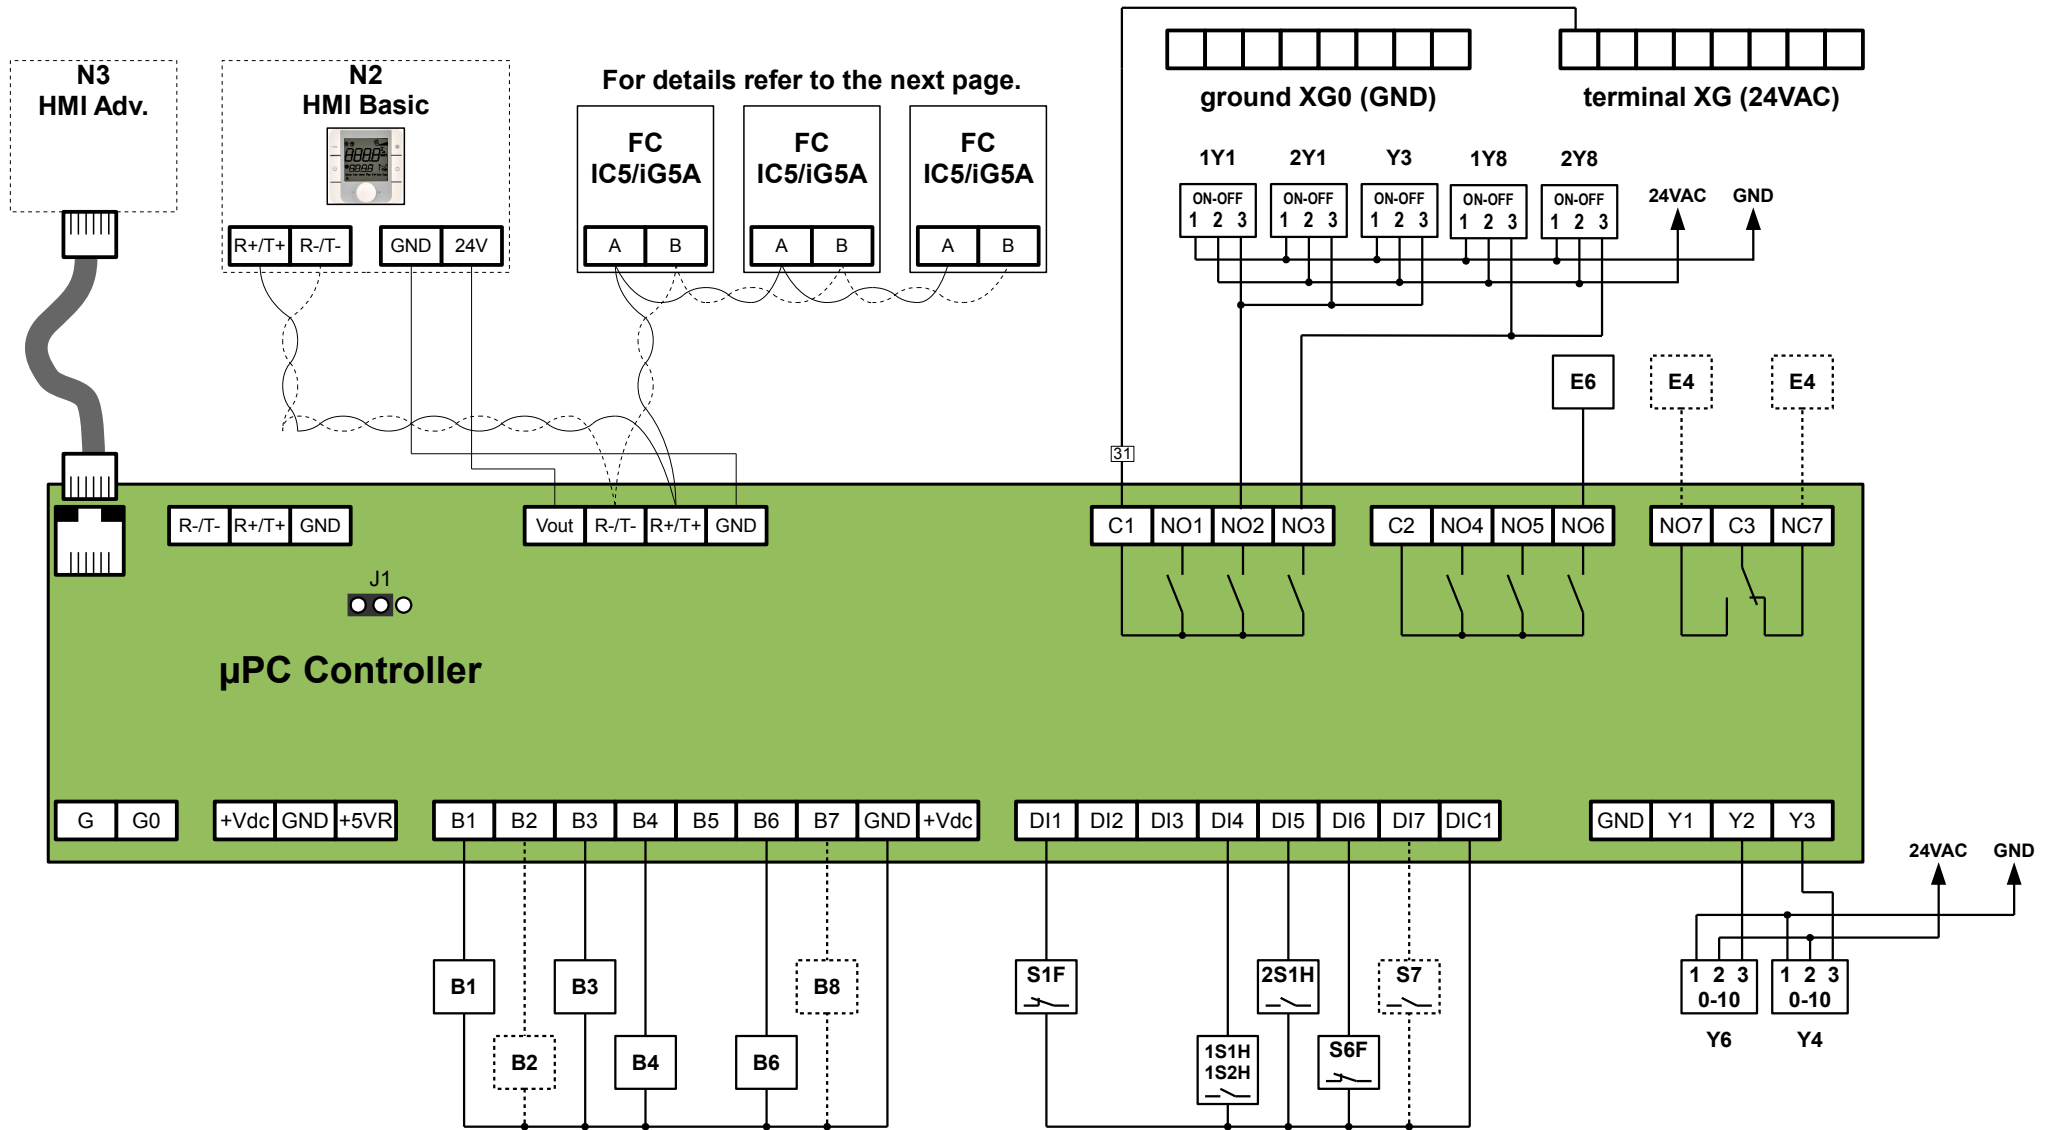 N3
HMI Adv.
N2
HMI Basic
For details refer to the next page.
FC
IC5/iG5A
FC
IC5/iG5A
FC
IC5/iG5A
ground XG0 (GND)
terminal XG (24VAC)
1Y1 2Y1 Y3 1Y8 2Y8
ON-OFF ON-OFF ON-OFF ON-OFF ON-OFF
1 2 3 1 2 3 1 2 3 1 2 3 1 2 3
24VAC GND
R+/T+ R-/T- GND 24V
A B A B A B
E6 E4 E4
31
R-/T- R+/T+ GND
Vout R-/T- R+/T+ GND
C1 NO1 NO2 NO3
C2 NO4 NO5 NO6
NO7 C3 NC7
J1
µPC Controller
G G0
+Vdc GND +5VR
B1 B2 B3 B4 B5 B6 B7 GND +Vdc
DI1 DI2 DI3 DI4 DI5 DI6 DI7 DIC1
GND Y1 Y2 Y3
24VAC GND
B1 B3 B8
S1F 2S1H S7
1 2 3 1 2 3
0-10 0-10
Y6 Y4
B2 B4 B6
1S1H
1S2H
S6F